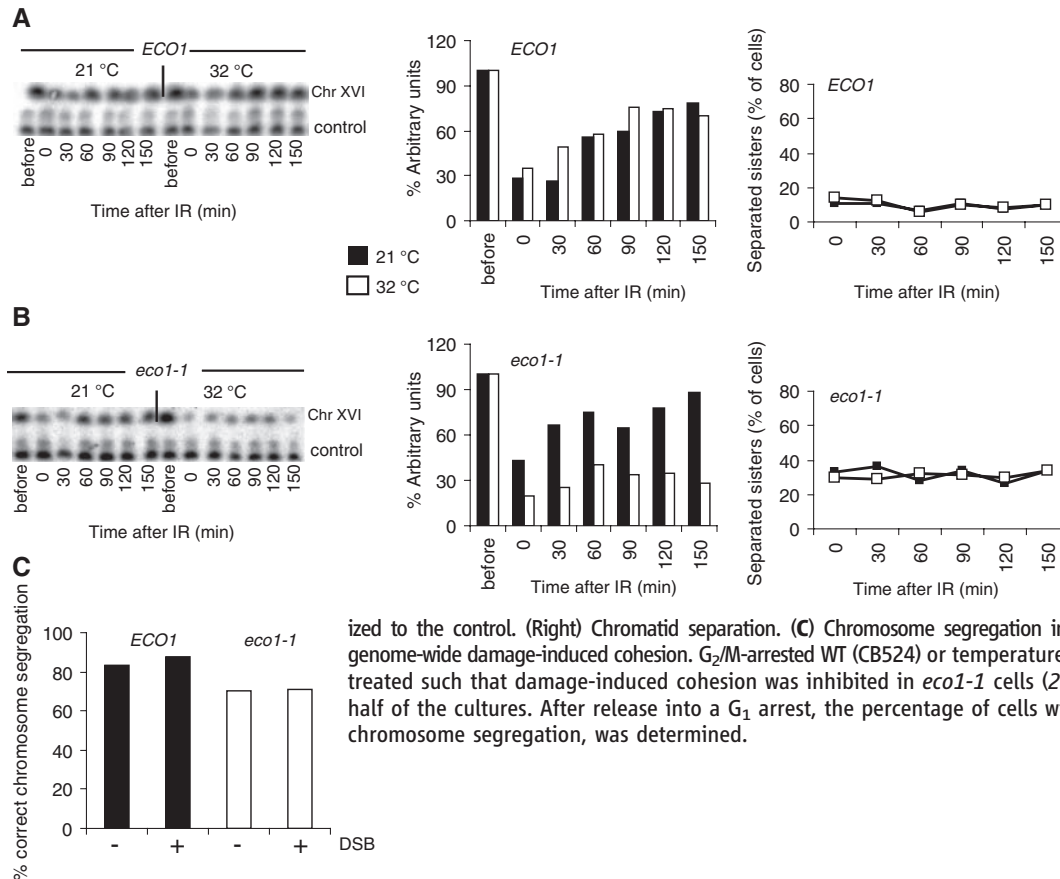 A
ECO1
21 °C
32 °C
Chr XVI
control
before 0 30 60 90 120 150 before 0 30 60 90 120 150
Time after IR (min)
ECO1
% Arbitrary units
120
90
60
30
0
before 0 30 60 90 120 150
Time after IR (min)
21 °C
32 °C
ECO1
Separated sisters (% of cells)
80
60
40
20
0
0 30 60 90 120 150
Time after IR (min)
B
eco1-1
21 °C
32 °C
Chr XVI
control
before 0 30 60 90 120 150 before 0 30 60 90 120 150
Time after IR (min)
eco1-1
% Arbitrary units
120
90
60
30
0
before 0 30 60 90 120 150
Time after IR (min)
eco1-1
Separated sisters (% of cells)
80
60
40
20
0
0 30 60 90 120 150
Time after IR (min)
C
ECO1
eco1-1
% correct chromosome segregation
100
80
60
40
20
0
- + - + DSB
ized to the control. (Right) Chromatid separation. (C) Chromosome segregation in
genome-wide damage-induced cohesion. G2/M-arrested WT (CB524) or temperature
treated such that damage-induced cohesion was inhibited in eco1-1 cells (2
half of the cultures. After release into a G1 arrest, the percentage of cells w
chromosome segregation, was determined.